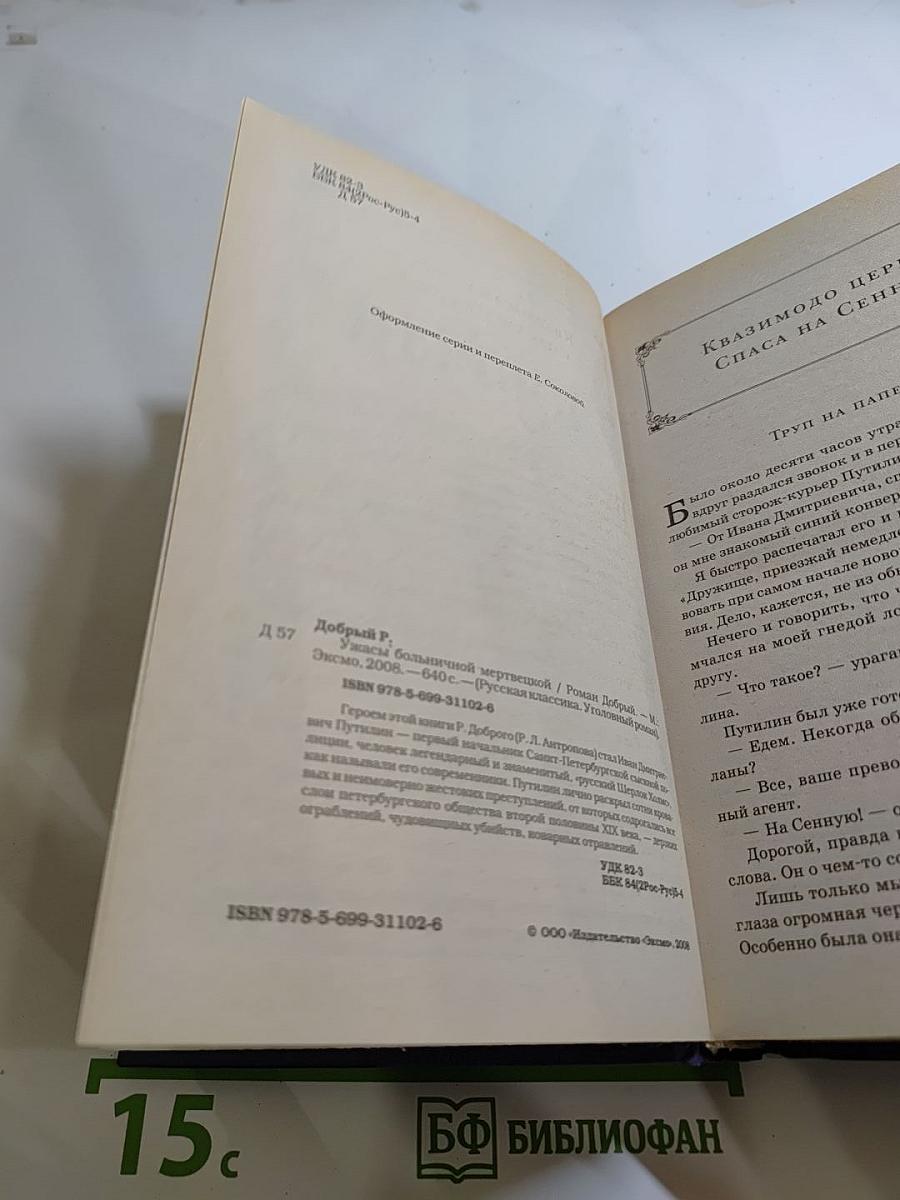 УДК 82-3
ББК 84(2Рос-Рус)5-4
Д 57
Оформление серии и переплета Е. Соколовой
Д 57
Добрый Р.
Ужасы больничной мертвецкой / Роман Добрый. — М.:
Эксмо, 2008. — 640 с. — (Русская классика. Уголовный роман).
ISBN 978-5-699-31102-6
Героем этой книги Р. Доброго (Р. Л. Антропова) стал Иван Дмитрие-
вич Путилин — первый начальник Санкт-Петербургской сыскной по-
лиции, человек легендарный и знаменитый, «русский Шерлок Холмс»,
как называли его современники. Путилин лично раскрыл сотни крова-
вых и неимоверно жестоких преступлений, от которых содрогались все
слои петербургского общества второй половины XIX века, — дерзких
ограблений, чудовищных убийств, коварных отравлений.
УДК 82-3
ББК 84(2Рос-Рус)5-4
ISBN 978-5-699-31102-6
© ООО «Издательство «Эксмо», 2008
Квазимодо цер
Спаса на Сенн
Труп на папе
Было около десяти часов утра
вдруг раздался звонок и в пер
любимый сторож-курьер Путили
— От Ивана Дмитриевича, сп
он мне знакомый синий конвер
Я быстро распечатал его и
«Дружище, приезжай немедле
вовать при самом начале ново
вия. Дело, кажется, не из об
Нечего и говорить, что ч
мчался на моей гнедой ло
другу.
— Что такое? — ураган
лина.
Путилин был уже гото
— Едем. Некогда об
ланы?
— Все, ваше прево
ный агент.
— На Сенную! — о
Дорогой, правда н
слова. Он о чем-то со
Лишь только мы
глаза огромная чер
Особенно была она
15 с
БФ БИБЛИОФАН